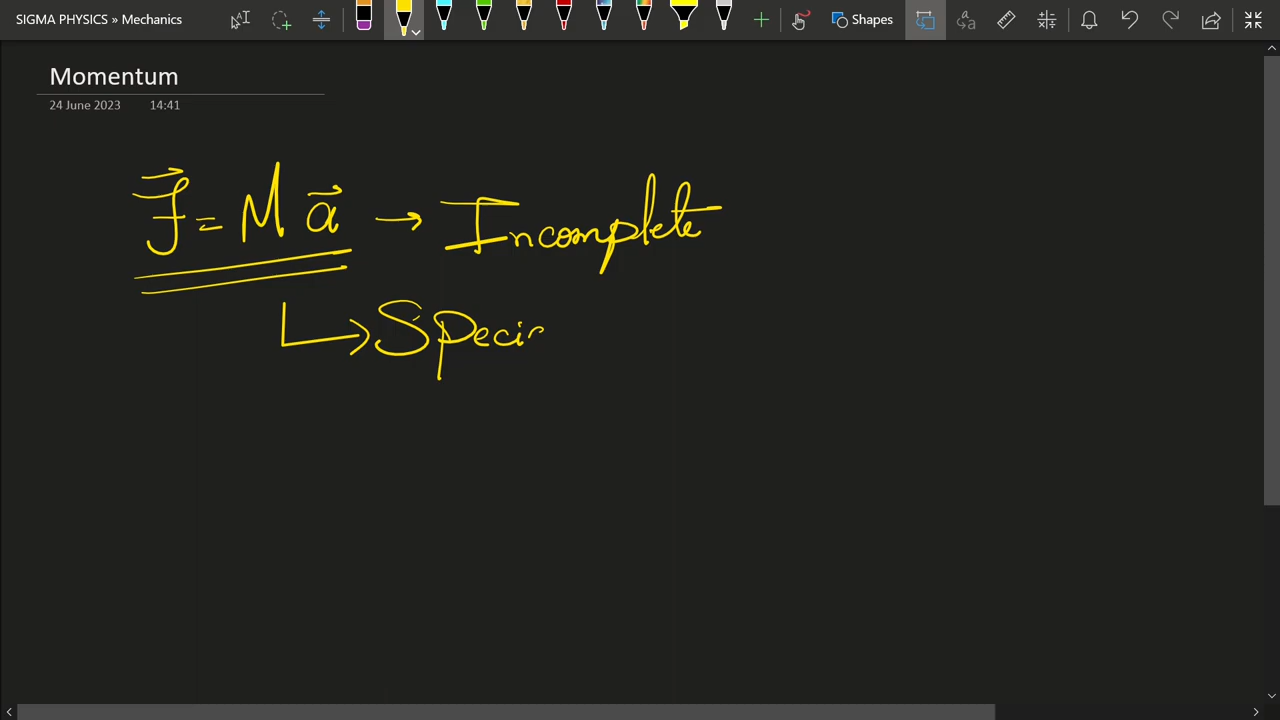 SIGMA PHYSICS » Mechanics
Shapes
Momentum
24 June 2023 14:41
F = M a → Incomplete
Speci